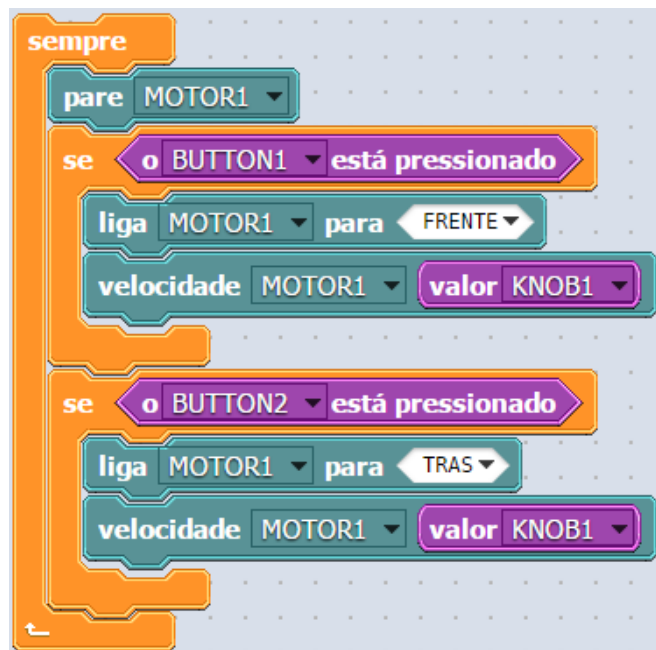 sempre
pare MOTOR1
se o BUTTON1 está pressionado
liga MOTOR1 para FRENTE
velocidade MOTOR1 valor KNOB1
se o BUTTON2 está pressionado
liga MOTOR1 para TRAS
velocidade MOTOR1 valor KNOB1